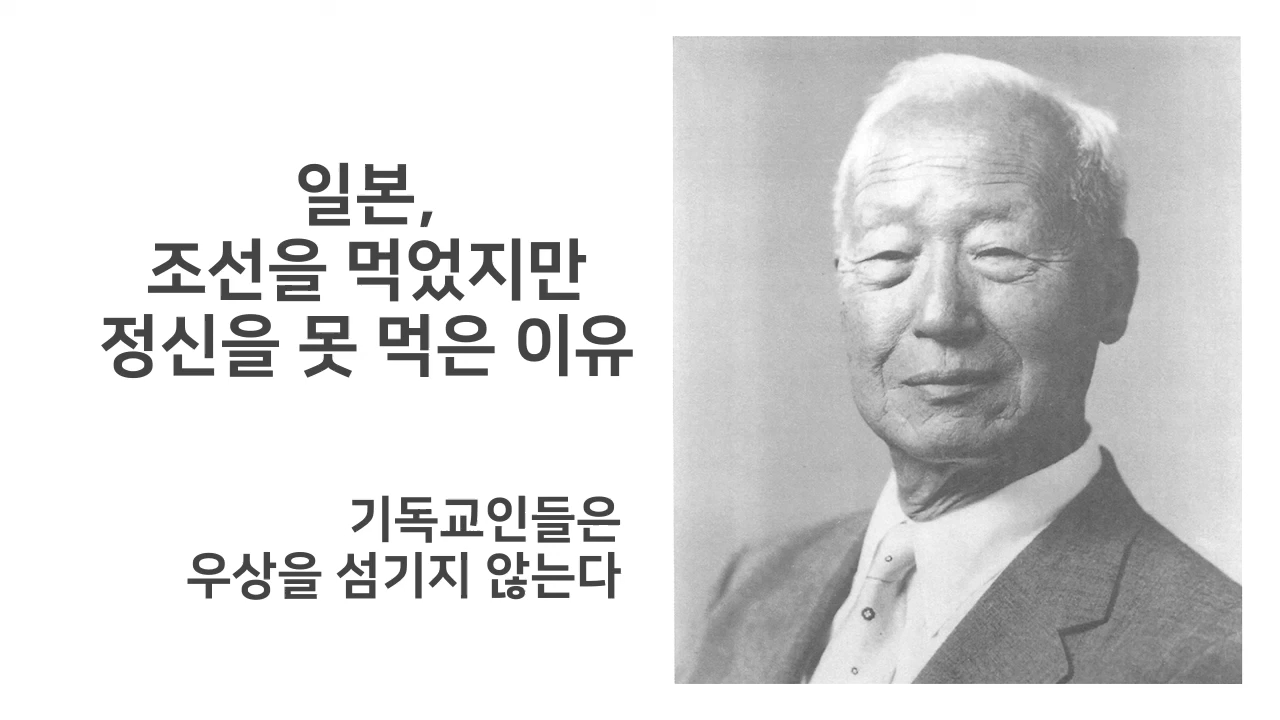 일본,
조선을 먹었지만
정신을 못 먹은 이유
기독교인들은
우상을 섬기지 않는다